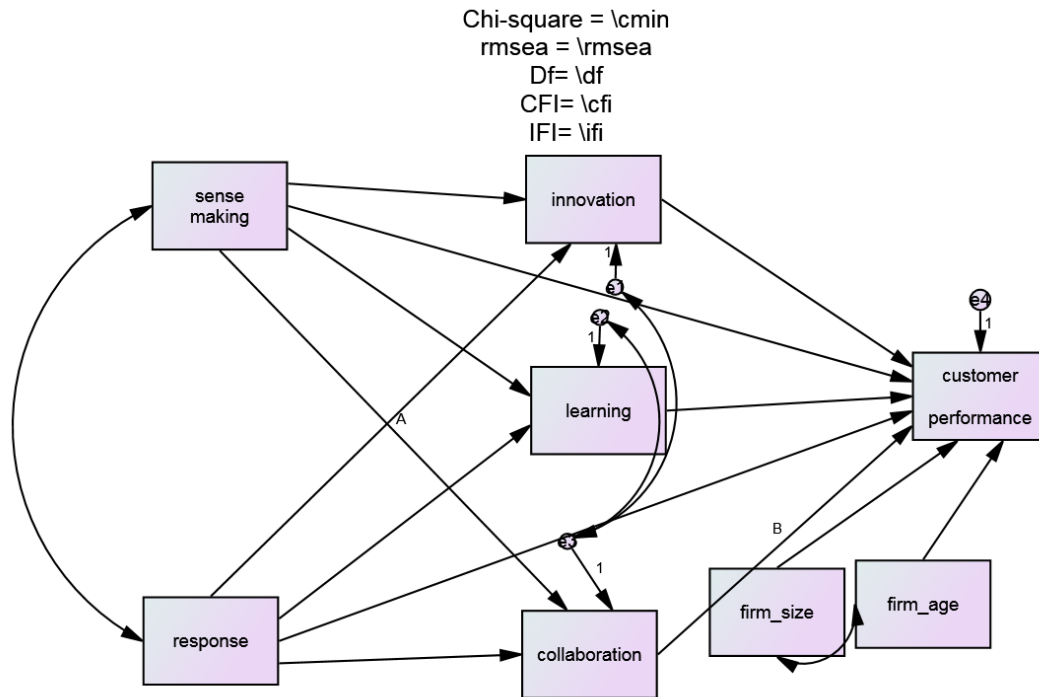 Chi-square = \cmin
rmsea = \rmsea
Df= \df
CFI= \cfi
IFI= \ifi
sense
making
innovation
1
e1
e2
1
e4
1
customer
performance
learning
A
B
e3
1
response
collaboration
firm_size
firm_age